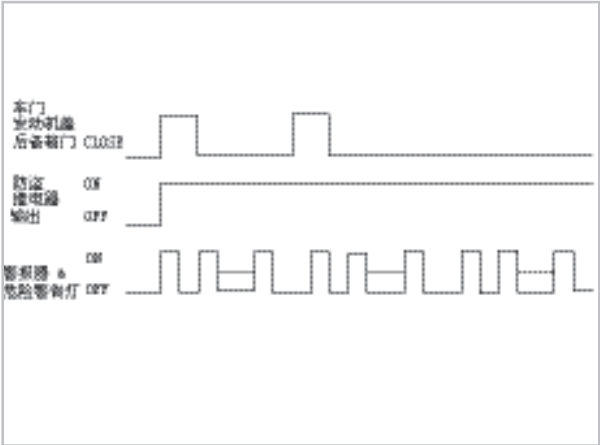 车门
发动机盖
后备箱门 CLOSE
防盗 ON
继电器
输出 OFF
ON
警报器 &
危险警告灯 OFF